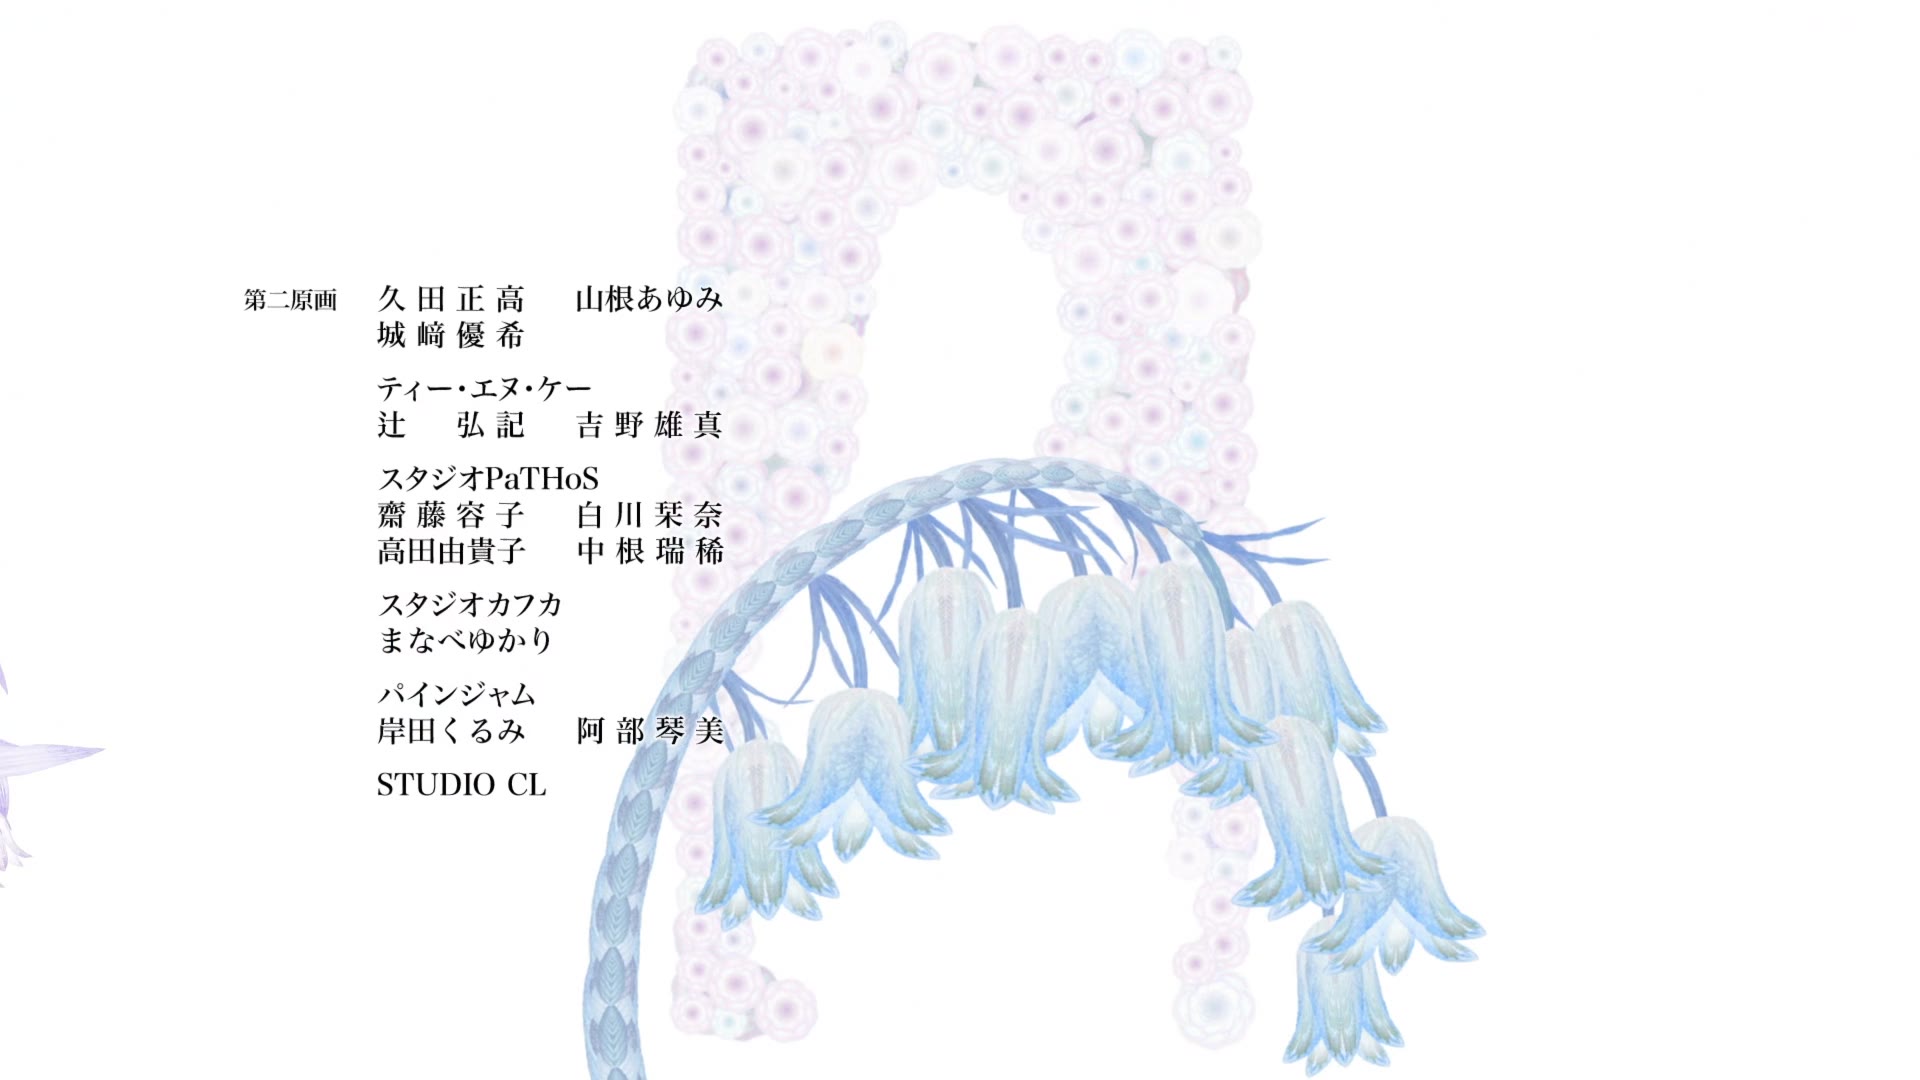 第二原画 久田正高 山根あゆみ
城﨑優希
ティー・エヌ・ケー
辻 弘記 吉野雄真
スタジオPaTHoS
齋藤容子 白川栞奈
高田由貴子 中根瑞稀
スタジオカフカ
まなべゆかり
パインジャム
岸田くるみ 阿部琴美
STUDIO CL